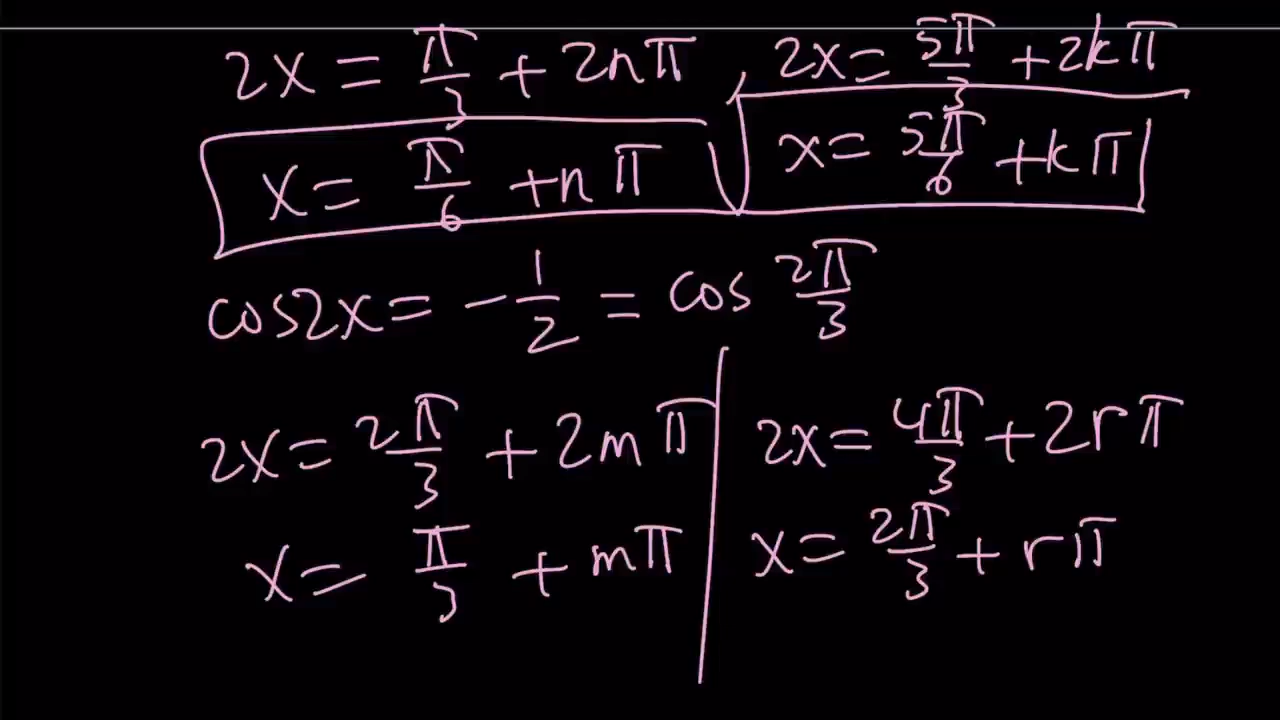 2x = π/3 + 2nπ
2x = 5π/3 + 2kπ
x = π/6 + nπ
x = 5π/6 + kπ
cos2x = -1/2 = cos 2π/3
2x = 2π/3 + 2mπ
2x = 4π/3 + 2rπ
x = π/3 + mπ
x = 2π/3 + rπ